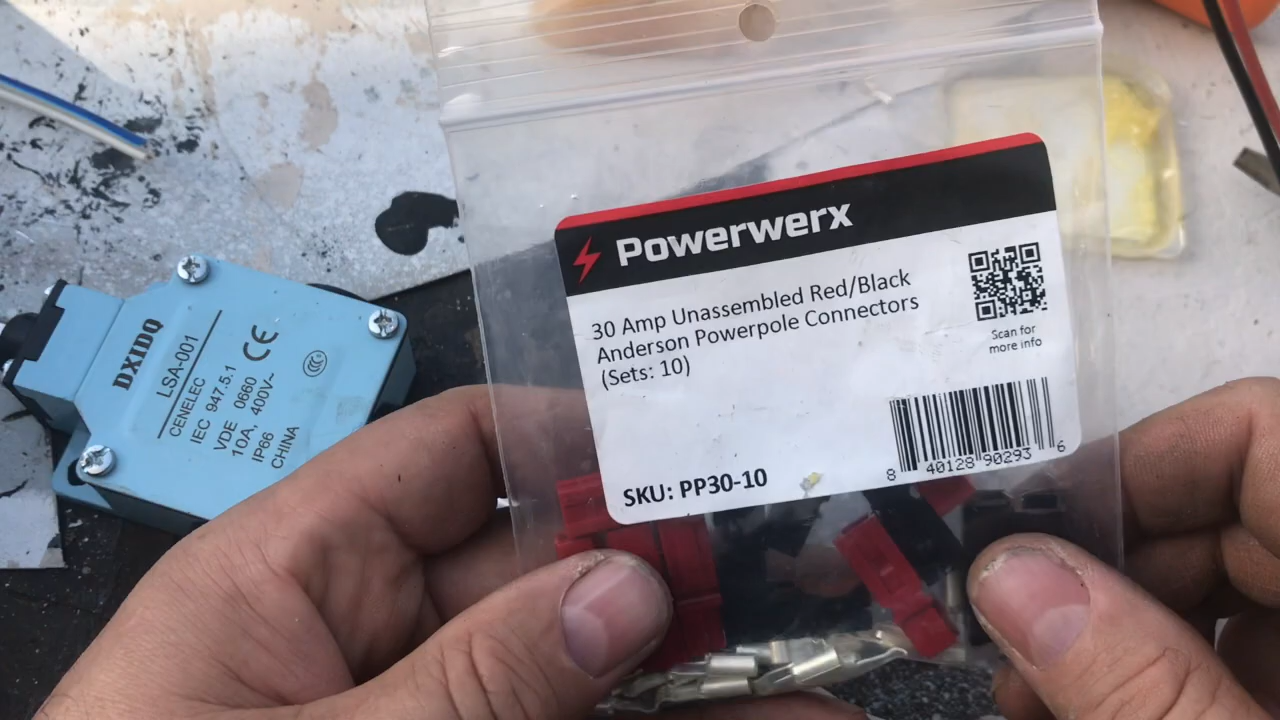 Powerwerx
30 Amp Unassembled Red/Black
Anderson Powerpole Connectors
(Sets: 10)
Scan for
more info
SKU: PP30-10
8 40128 90293 6
DXIDQ
LSA-001
CENELEC
IEC 947.5.1
VDE 0660
10A, 400V~
IP66
CHINA
CE
CCC